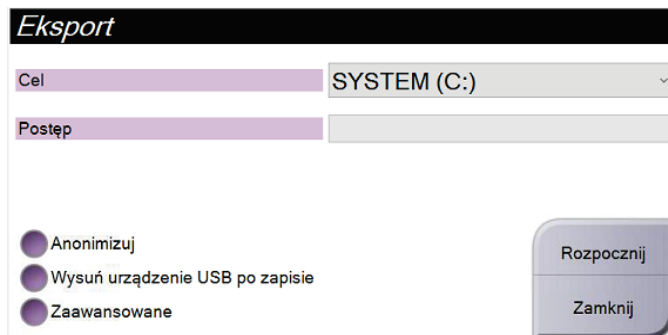 Eksport
Cel
SYSTEM (C:)
Postęp
Anonimizuj
Wysuń urządzenie USB po zapisie
Zaawansowane
Rozpocznij
Zamknij